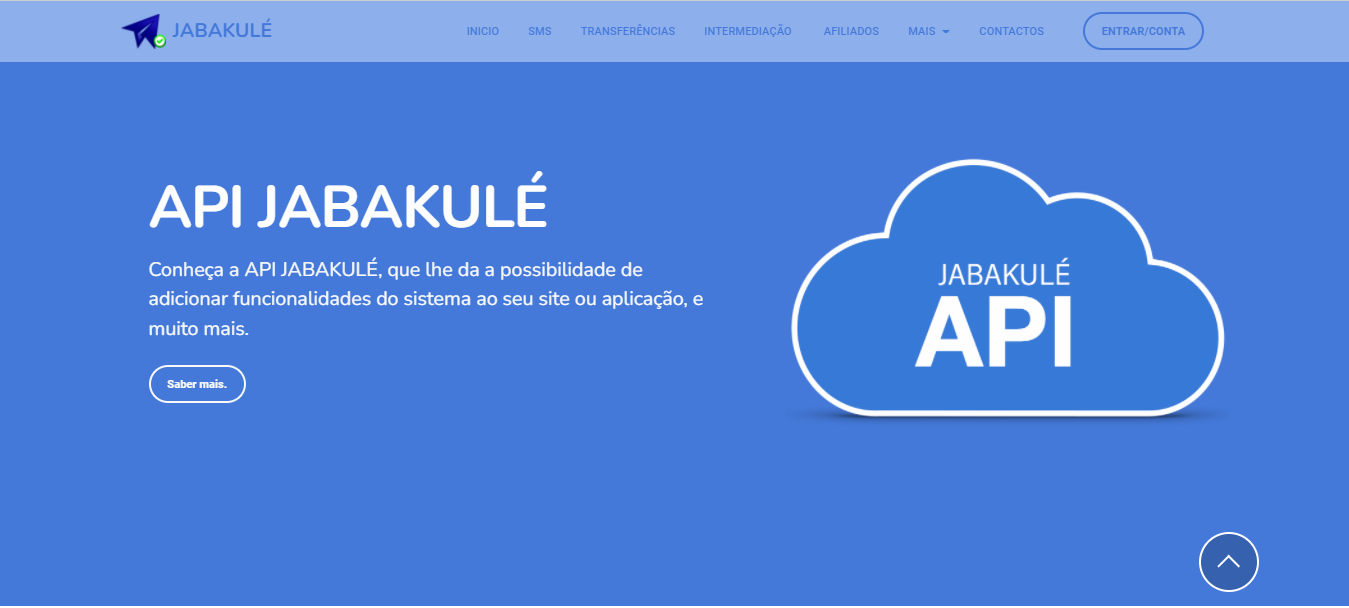 JABAKULÉ
INICIO SMS TRANSFERÊNCIAS INTERMEDIAÇÃO AFILIADOS MAIS CONTACTOS ENTRAR/CONTA
API JABAKULÉ
Conheça a API JABAKULÉ, que lhe da a possibilidade de
adicionar funcionalidades do sistema ao seu site ou aplicação, e
muito mais.
Saber mais.
JABAKULÉ
API